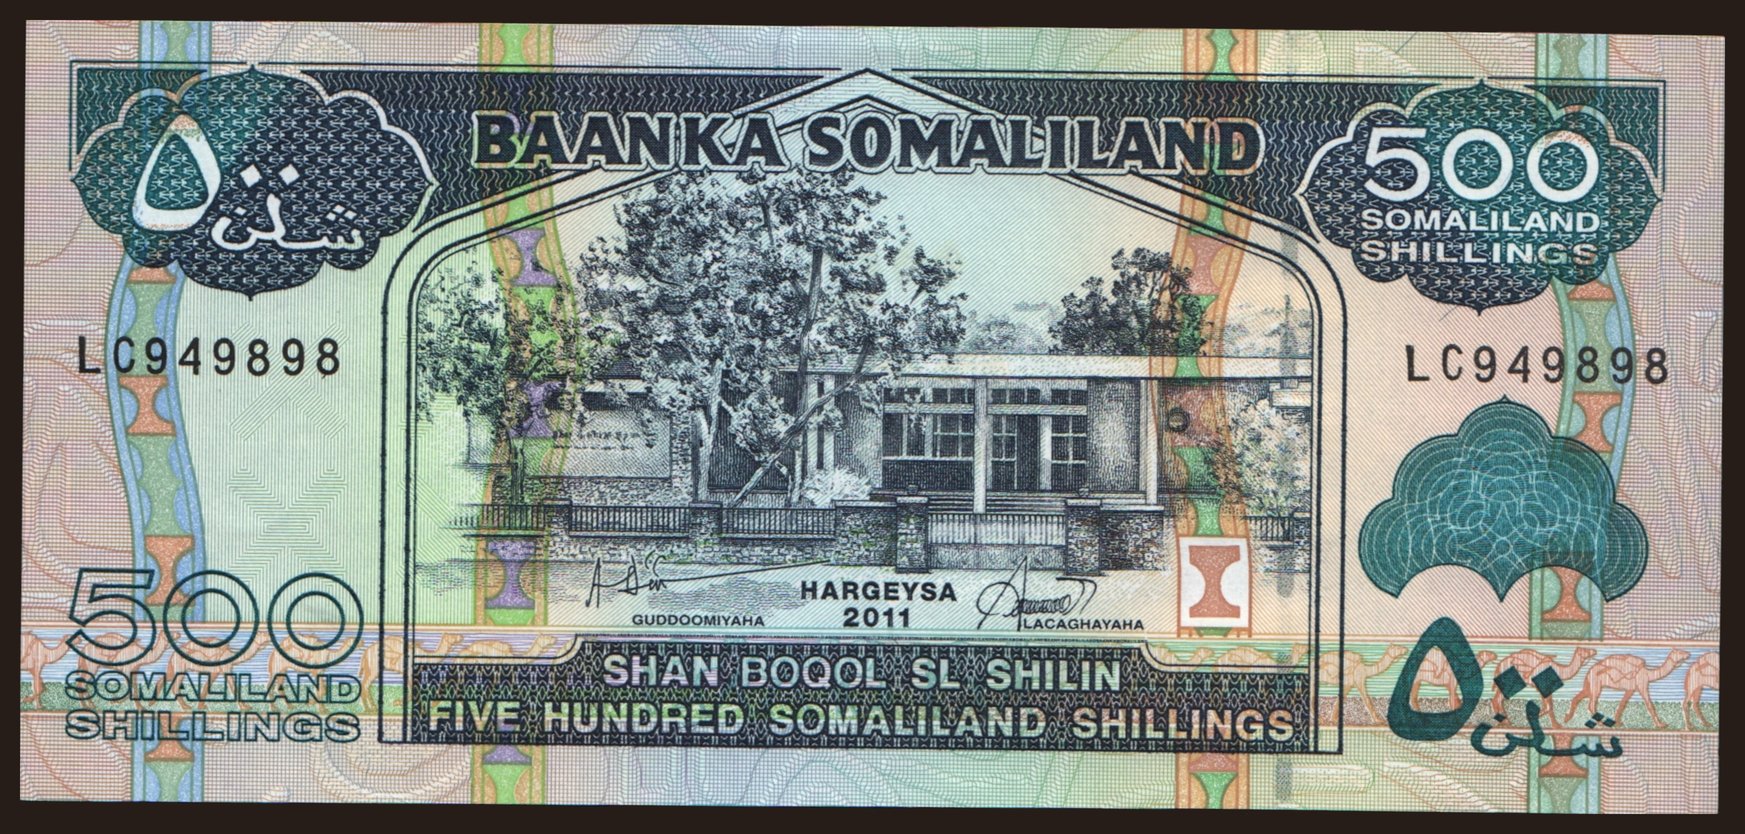 BAANKA SOMALILAND
٥٠٠
شلن
500
SOMALILAND
SHILLINGS
LC949898
LC949898
HARGEYSA
2011
GUDDOOMIYAHA
LACAGHAYAHA
500
SOMALILAND
SHILLINGS
SHAN BOQOL SL SHILIN
FIVE HUNDRED SOMALILAND SHILLINGS
٥٠٠
شلن